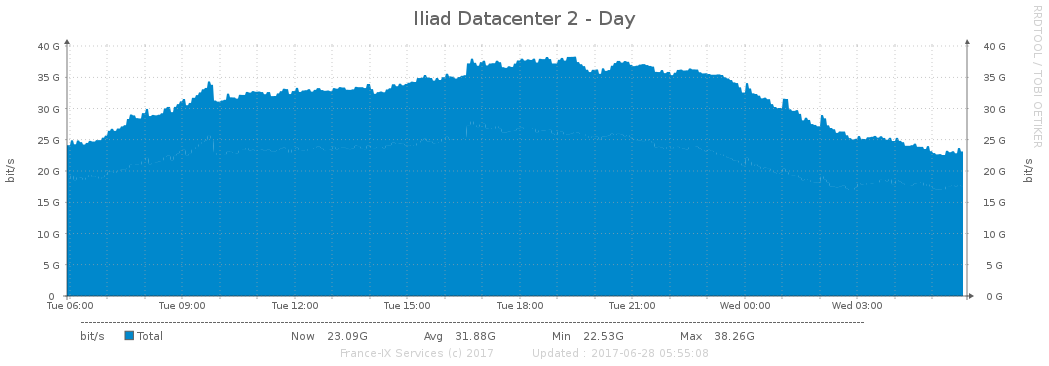 Iliad Datacenter 2 - Day
RRDTOOL / TOBI OETIKER
bit/s
40 G
35 G
30 G
25 G
20 G
15 G
10 G
5 G
0
40 G
35 G
30 G
25 G
20 G
15 G
10 G
5 G
0 G
bit/s
Tue 06:00 Tue 09:00 Tue 12:00 Tue 15:00 Tue 18:00 Tue 21:00 Wed 00:00 Wed 03:00
bit/s Total Now 23.09G Avg 31.88G Min 22.53G Max 38.26G
France-IX Services (c) 2017 Updated : 2017-06-28 05:55:08